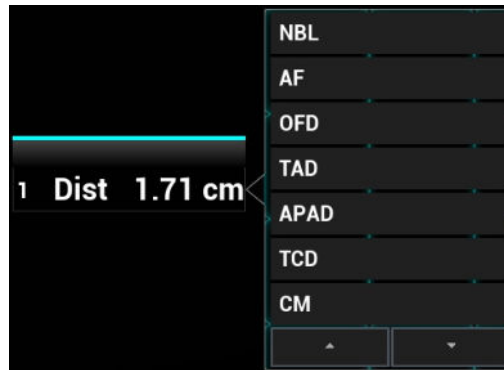 1 Dist 1.71 cm
NBL
AF
OFD
TAD
APAD
TCD
CM